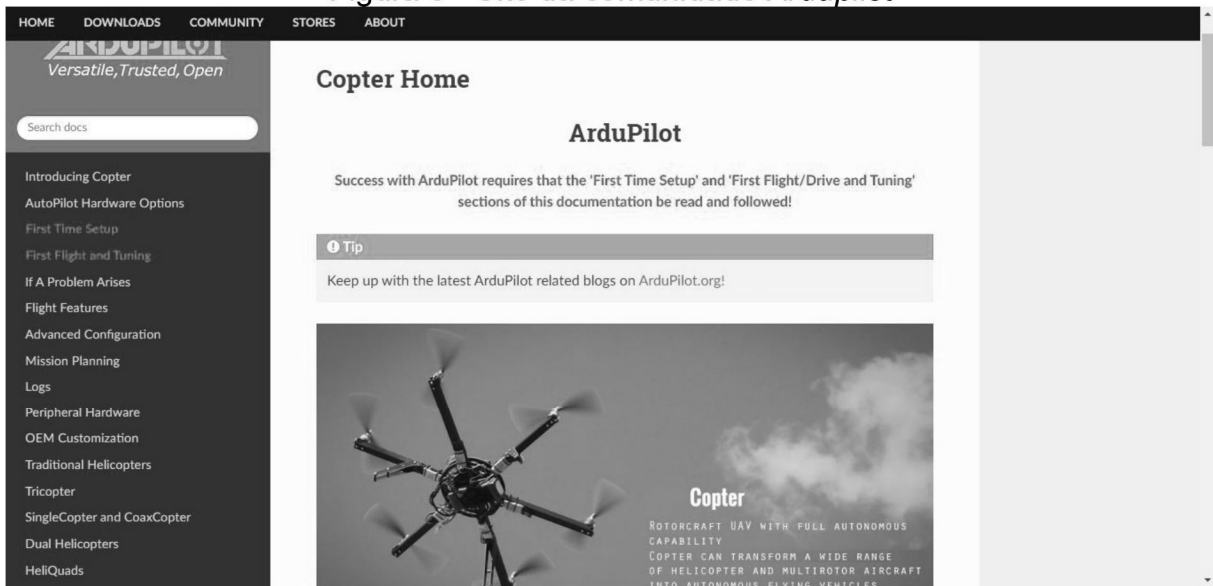 HOME DOWNLOADS COMMUNITY STORES ABOUT
ARDUPILOT
Versatile,Trusted, Open
Search docs
Introducing Copter
AutoPilot Hardware Options
First Time Setup
First Flight and Tuning
If A Problem Arises
Flight Features
Advanced Configuration
Mission Planning
Logs
Peripheral Hardware
OEM Customization
Traditional Helicopters
Tricopter
SingleCopter and CoaxCopter
Dual Helicopters
HeliQuads
Copter Home
ArduPilot
Success with ArduPilot requires that the 'First Time Setup' and 'First Flight/Drive and Tuning'
sections of this documentation be read and followed!
Tip
Keep up with the latest ArduPilot related blogs on ArduPilot.org!
Copter
ROTORCRAFT UAV WITH FULL AUTONOMOUS
CAPABILITY
COPTER CAN TRANSFORM A WIDE RANGE
OF HELICOPTER AND MULTIROTOR AIRCRAFT
INTO AUTONOMOUS FLYING VEHICLES